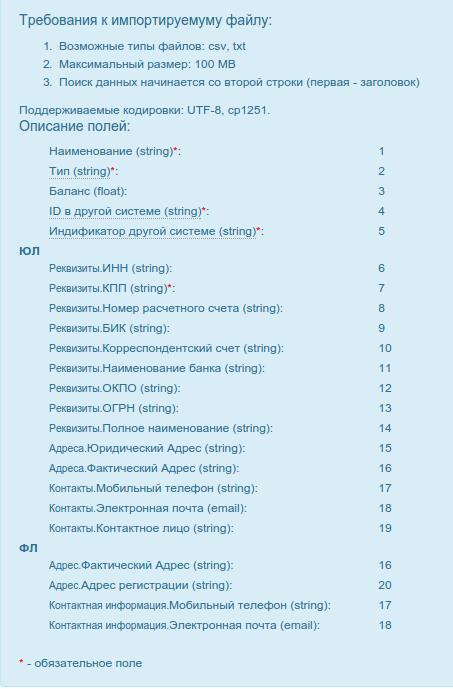 Требования к импортируемуму файлу:
1. Возможные типы файлов: csv, txt
2. Максимальный размер: 100 MB
3. Поиск данных начинается со второй строки (первая - заголовок)
Поддерживаемые кодировки: UTF-8, cp1251.
Описание полей:
Наименование (string)*: 1
Тип (string)*: 2
Баланс (float): 3
ID в другой системе (string)*: 4
Индификатор другой системе (string)*: 5
ЮЛ
Реквизиты.ИНН (string): 6
Реквизиты.КПП (string)*: 7
Реквизиты.Номер расчетного счета (string): 8
Реквизиты.БИК (string): 9
Реквизиты.Корреспондентский счет (string): 10
Реквизиты.Наименование банка (string): 11
Реквизиты.ОКПО (string): 12
Реквизиты.ОГРН (string): 13
Реквизиты.Полное наименование (string): 14
Адреса.Юридический Адрес (string): 15
Адреса.Фактический Адрес (string): 16
Контакты.Мобильный телефон (string): 17
Контакты.Электронная почта (email): 18
Контакты.Контактное лицо (string): 19
ФЛ
Адрес.Фактический Адрес (string): 16
Адрес.Адрес регистрации (string): 20
Контактная информация.Мобильный телефон (string): 17
Контактная информация.Электронная почта (email): 18
* - обязательное поле